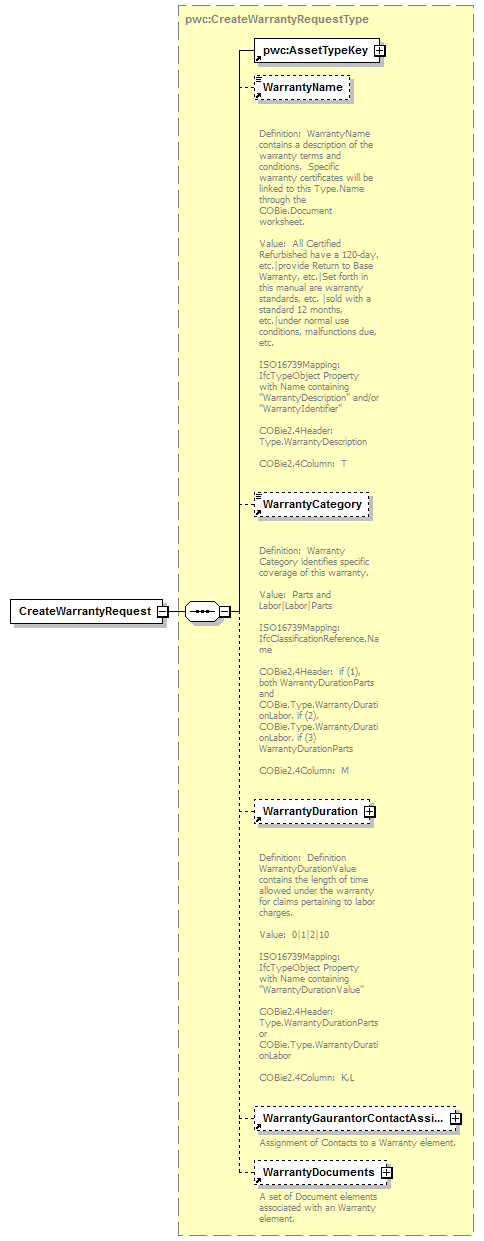 pwc:CreateWarrantyRequestType
pwc:AssetTypeKey
WarrantyName
Definition: WarrantyName
contains a description of the
warranty terms and
conditions. Specific
warranty certificates will be
linked to this Type.Name
through the
COBie.Document
worksheet.
Value: All Certified
Refurbished have a 120-day,
etc.|provide Return to Base
Warranty, etc.|Set forth in
this manual are warranty
standards, etc. |sold with a
standard 12 months,
etc.|under normal use
conditions, malfunctions due,
etc.
ISO16739Mapping:
IfcTypeObject Property
with Name containing
"WarrantyDescription" and/or
"WarrantyIdentifier"
COBie2.4Header:
Type.WarrantyDescription
COBie2.4Column: T
WarrantyCategory
Definition: Warranty
Category identifies specific
coverage of this warranty.
Value: Parts and
Labor|Labor|Parts
ISO16739Mapping:
IfcClassificationReference.Na
me
COBie2.4Header: if (1),
both WarrantyDurationParts
and
COBie.Type.WarrantyDurati
onLabor. if (2),
COBie.Type.WarrantyDurati
onLabor. if (3)
WarrantyDurationParts
COBie2.4Column: M
CreateWarrantyRequest
WarrantyDuration
Definition: Definition
WarrantyDurationValue
contains the length of time
allowed under the warranty
for claims pertaining to labor
charges.
Value: 0|1|2|10
ISO16739Mapping:
IfcTypeObject Property
with Name containing
"WarrantyDurationValue"
COBie2.4Header:
Type.WarrantyDurationParts
or
COBie.Type.WarrantyDurati
onLabor
COBie2.4Column: K,L
WarrantyGaurantorContactAssi...
Assignment of Contacts to a Warranty element.
WarrantyDocuments
A set of Document elements
associated with an Warranty
element.